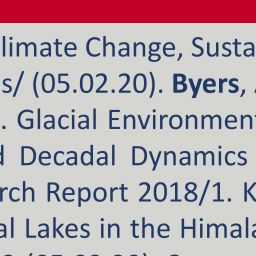 limate Change, Susta
s/ (05.02.20). Byers,
. Glacial Environmen
d Decadal Dynamics
rch Report 2018/1. K
al Lakes in the Himala